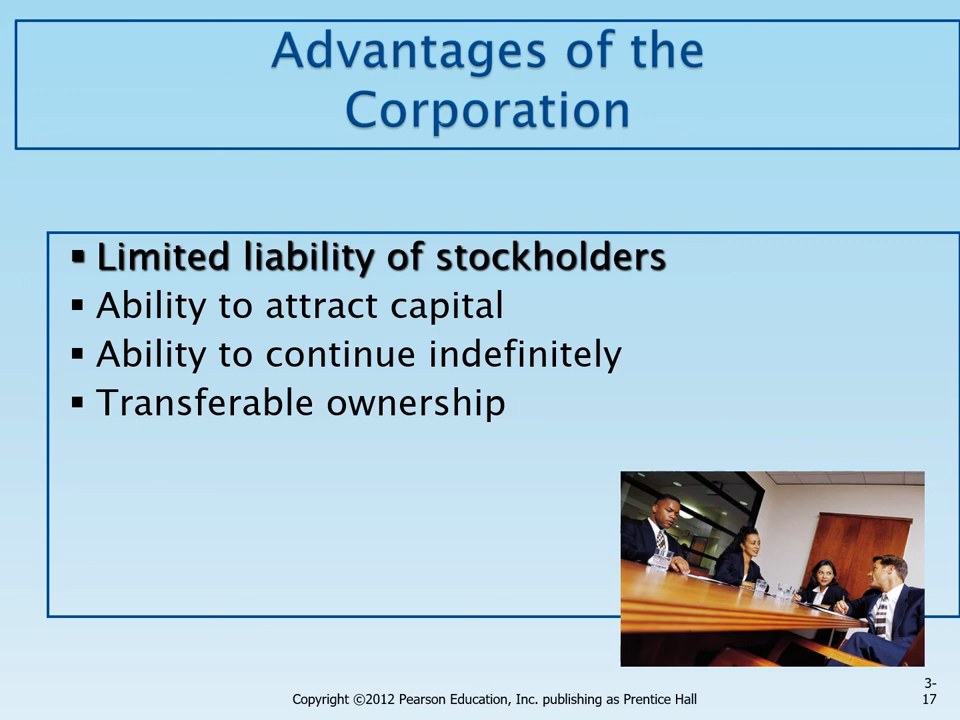 Advantages of the
Corporation
▪ Limited liability of stockholders
▪ Ability to attract capital
▪ Ability to continue indefinitely
▪ Transferable ownership
Copyright ©2012 Pearson Education, Inc. publishing as Prentice Hall
3-
17